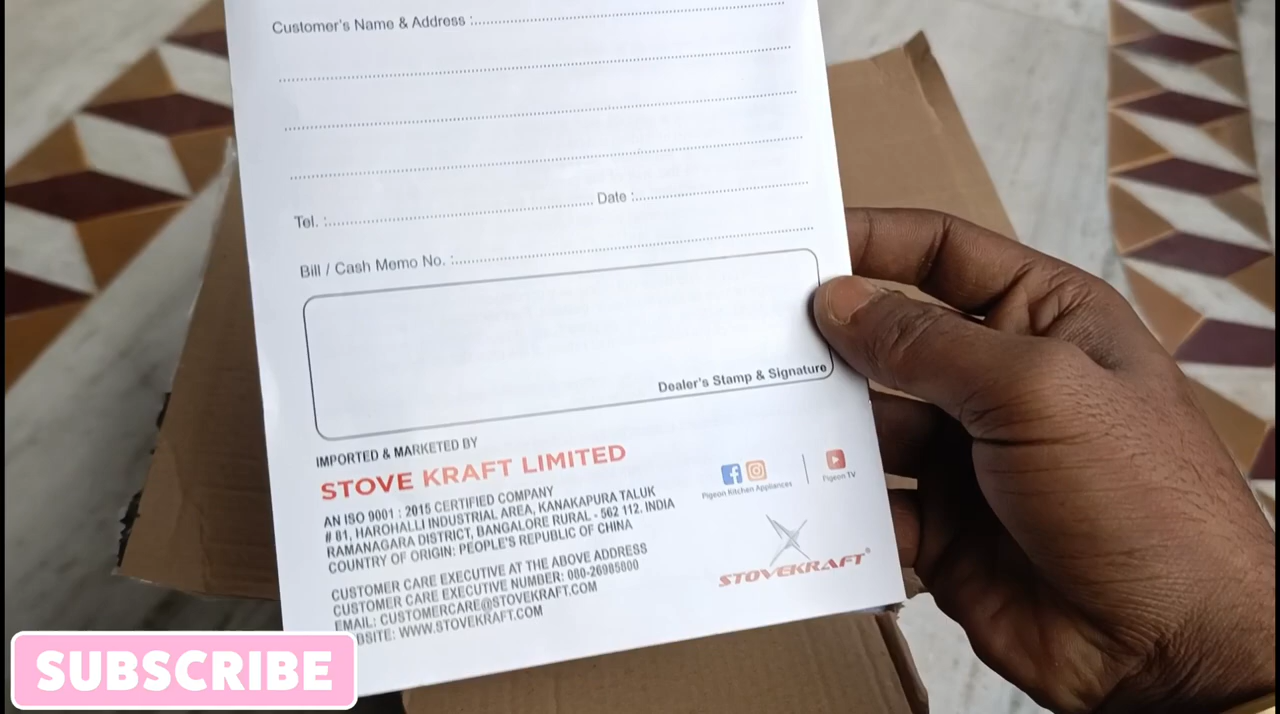 Customer's Name & Address :
Tel. : Date :
Bill / Cash Memo No. :
Dealer's Stamp & Signature
IMPORTED & MARKETED BY
STOVE KRAFT LIMITED
AN ISO 9001 : 2015 CERTIFIED COMPANY
# 81, HAROHALLI INDUSTRIAL AREA, KANAKAPURA TALUK
RAMANAGARA DISTRICT, BANGALORE RURAL - 562 112. INDIA
COUNTRY OF ORIGIN: PEOPLE'S REPUBLIC OF CHINA
CUSTOMER CARE EXECUTIVE AT THE ABOVE ADDRESS
CUSTOMER CARE EXECUTIVE NUMBER: 080-26985800
EMAIL: CUSTOMERCARE@STOVEKRAFT.COM
BSITE: WWW.STOVEKRAFT.COM
Pigeon Kitchen Appliances
Pigeon TV
STOVEKRAFT®
SUBSCRIBE